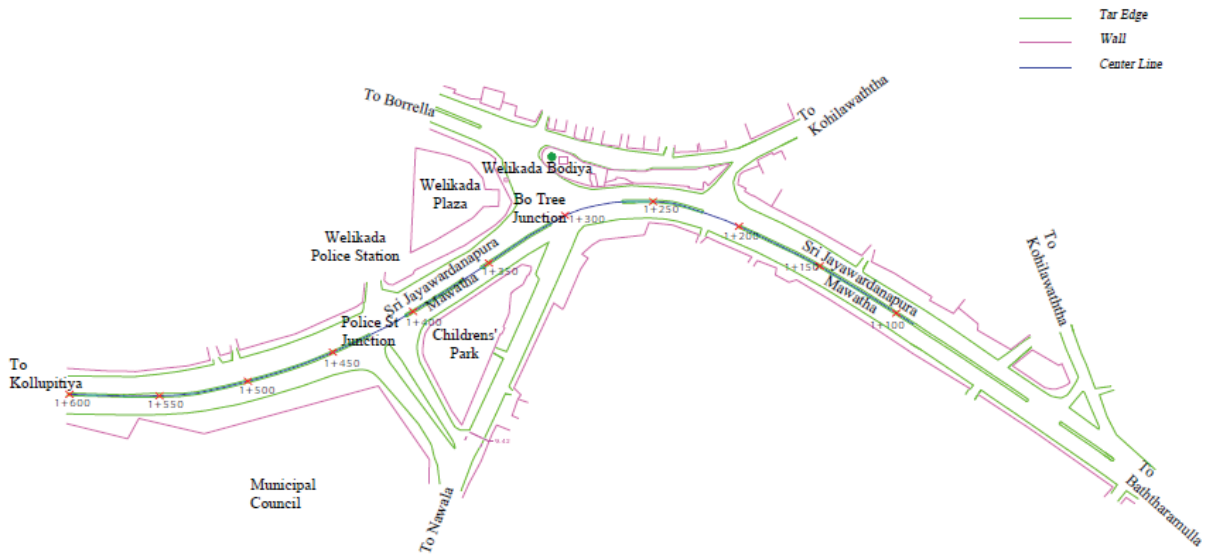 Tar Edge
Wall
Center Line
To Borrella
To
Kohilawaththa
Welikada Bodiya
Welikada
Plaza
Bo Tree
Junction
1+300
1+250
1+200
Welikada
Police Station
Sri Jayawardanapura
Mawatha
1+350
1+400
Sri Jayawardanapura
Mawatha
1+150
1+100
To
Kohilawaththa
Police St
Junction
Childrens'
Park
To
Kollupitiya
1+450
1+500
1+550
1+600
9.62
Municipal
Council
To Nawala
To
Baththaramulla